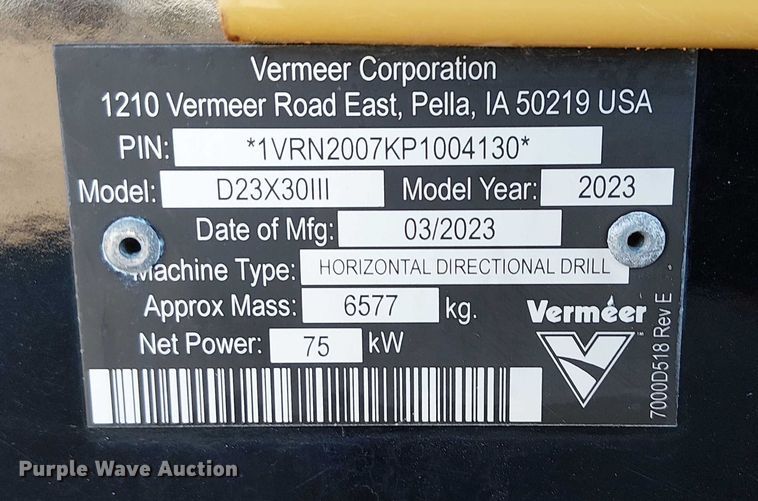 Vermeer Corporation
1210 Vermeer Road East, Pella, IA 50219 USA
PIN: *1VRN2007KP1004130*
Model: D23X30III Model Year: 2023
Date of Mfg: 03/2023
Machine Type: HORIZONTAL DIRECTIONAL DRILL
Approx Mass: 6577 kg.
Net Power: 75 kW
Vermeer
™
7000D518 Rev E
Purple Wave Auction